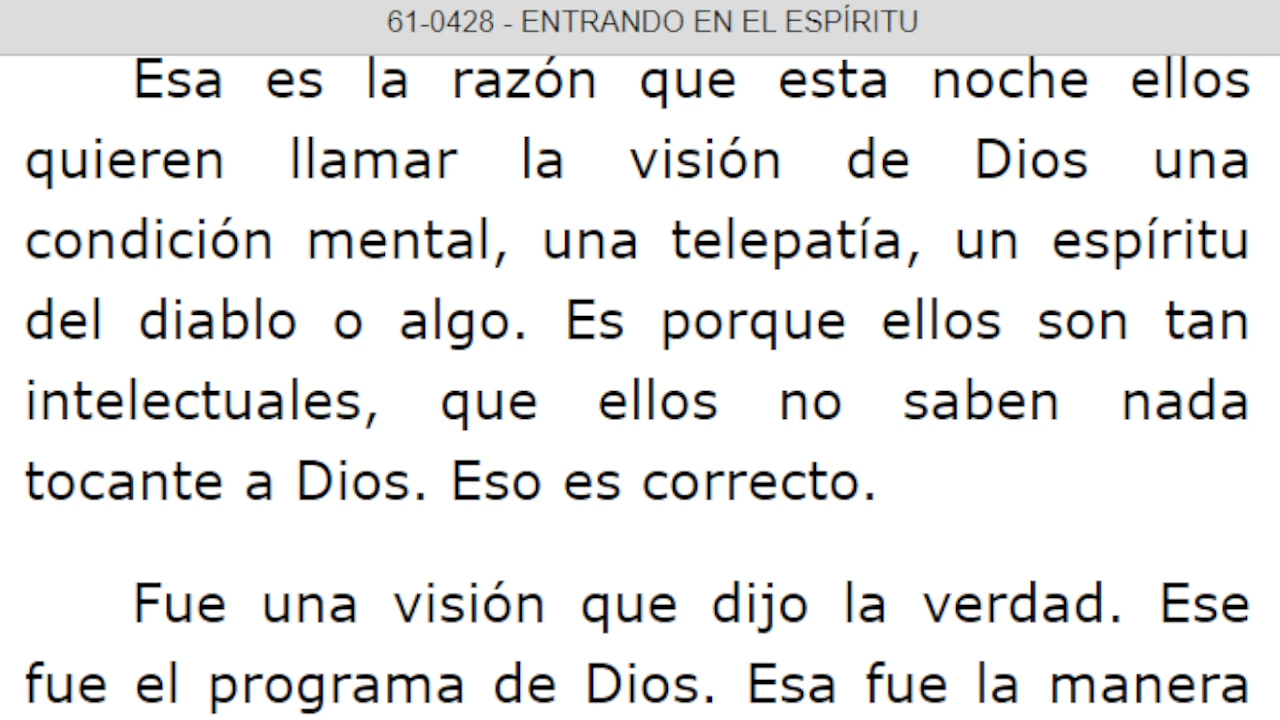 61-0428 - ENTRANDO EN EL ESPÍRITU
Esa es la razón que esta noche ellos
quieren llamar la visión de Dios una
condición mental, una telepatía, un espíritu
del diablo o algo. Es porque ellos son tan
intelectuales, que ellos no saben nada
tocante a Dios. Eso es correcto.
Fue una visión que dijo la verdad. Ese
fue el programa de Dios. Esa fue la manera